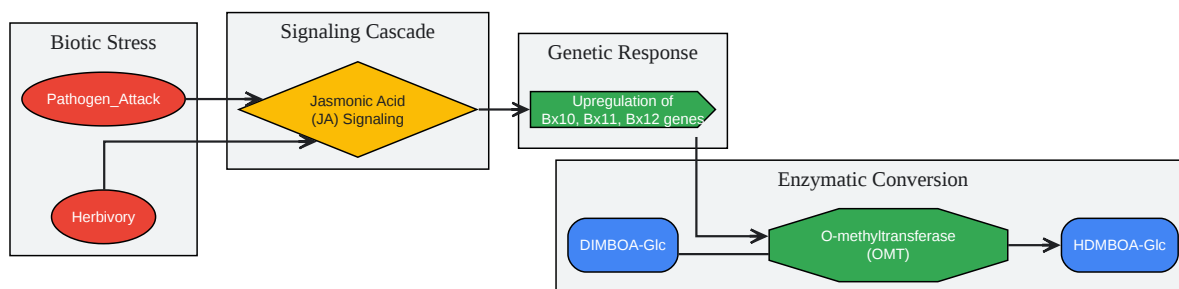 Biotic Stress
Pathogen_Attack
Herbivory
Signaling Cascade
Jasmonic Acid
(JA) Signaling
Genetic Response
Upregulation of
Bx10, Bx11, Bx12 genes
Enzymatic Conversion
DIMBOA-Glc
O-methyltransferase
(OMT)
HDMBOA-Glc